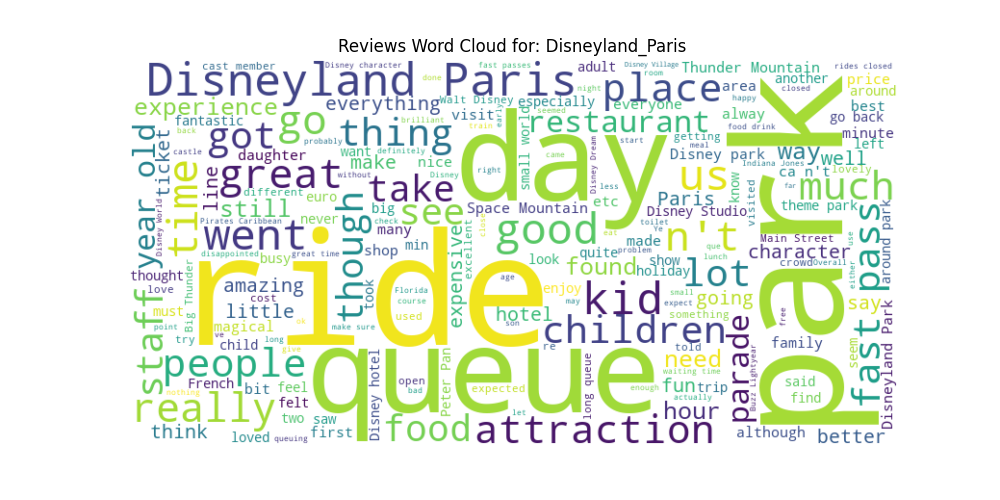 Reviews Word Cloud for: Disneyland_Paris
cast member
Disney character
fast passes
adult
Disney Village
Thunder Mountain
rides closed
Disneyland Paris
done
night
room
another
closed
price
place
area
around
experience
everything
Walt Disney
especially
everyone
happy
best
go
visit
seemed
alway
go back
fantastic
brilliant
restaurant
food drink
minute
back
got
thing
probably
train
early
start
getting
left
castle
daughter
want
definitely
came
meal
Disney park
way
well
year old
ticket
line
great
make
nice
day
small world
Indiana Jones
ca n't
lovely
without
take
Disney
right
Disney Dream
less
us
know
far
much
time
different
euro
big
see
Space Mountain
etc
Paris
visited
theme park
Disney World
still
never
many
check
Disney Studio
park
pass
Pirates Caribbean
though
good
made
n't
Main Street
around park
went
disappointed
great time
min
excellent
close
Ye
toilet
que
character
use
busy
shop
quite
problem
lunch
crowd
Overall
either
thought
ride
age
look
found
show
holiday
lot
love
amazing
took
Florida
expensive
enjoy
small
say
cost
used
course
may
kid
expect
going
fast pass
must
Big Thunder
little
son
hotel
something
free
Disneyland Park
point
magical
ok
make sure
children
family
try
child
long
re
told
seem
staff
people
ve
give
queue
need
waiting time
parade
Buzz Lightyear
French
bit
feel
open
bad
Peter Pan
expected
long queue
enough
fun
trip
said
find
nothing
felt
actually
really
two
saw
Disney hotel
food
let
eat
hour
think
loved
queuing
first
attraction
although
better